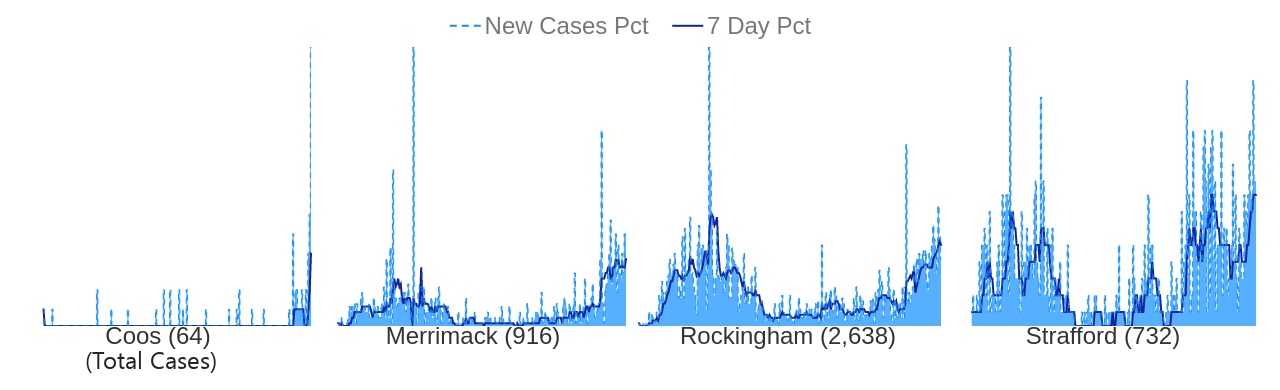 New Cases Pct 7 Day Pct
Coos (64) Merrimack (916) Rockingham (2,638) Strafford (732)
(Total Cases)